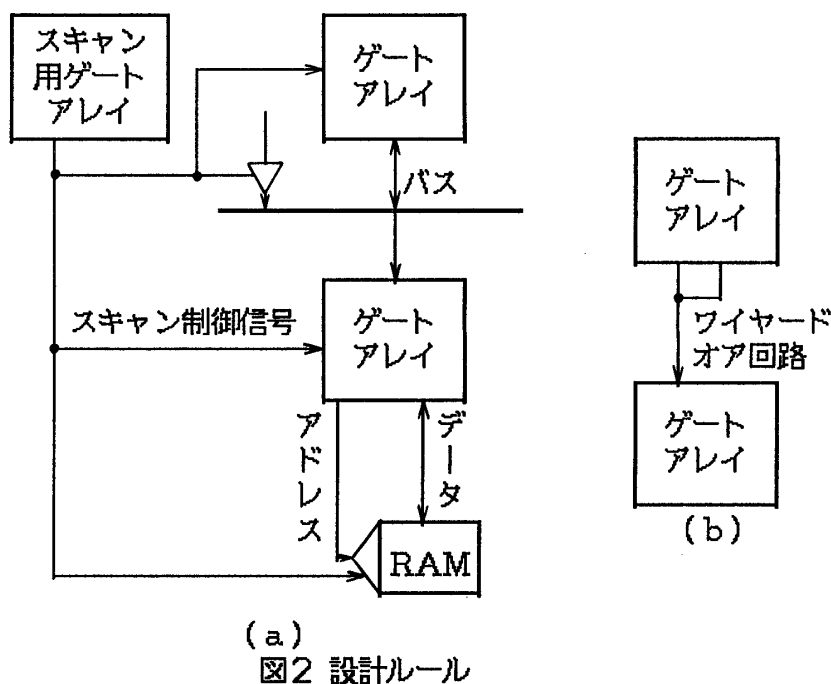 スキャン
用ゲート
アレイ
ゲート
アレイ
バス
スキャン制御信号
ゲート
アレイ
アドレス
データ
RAM
(a)
ゲート
アレイ
ワイヤード
オア回路
ゲート
アレイ
(b)
図2 設計ルール